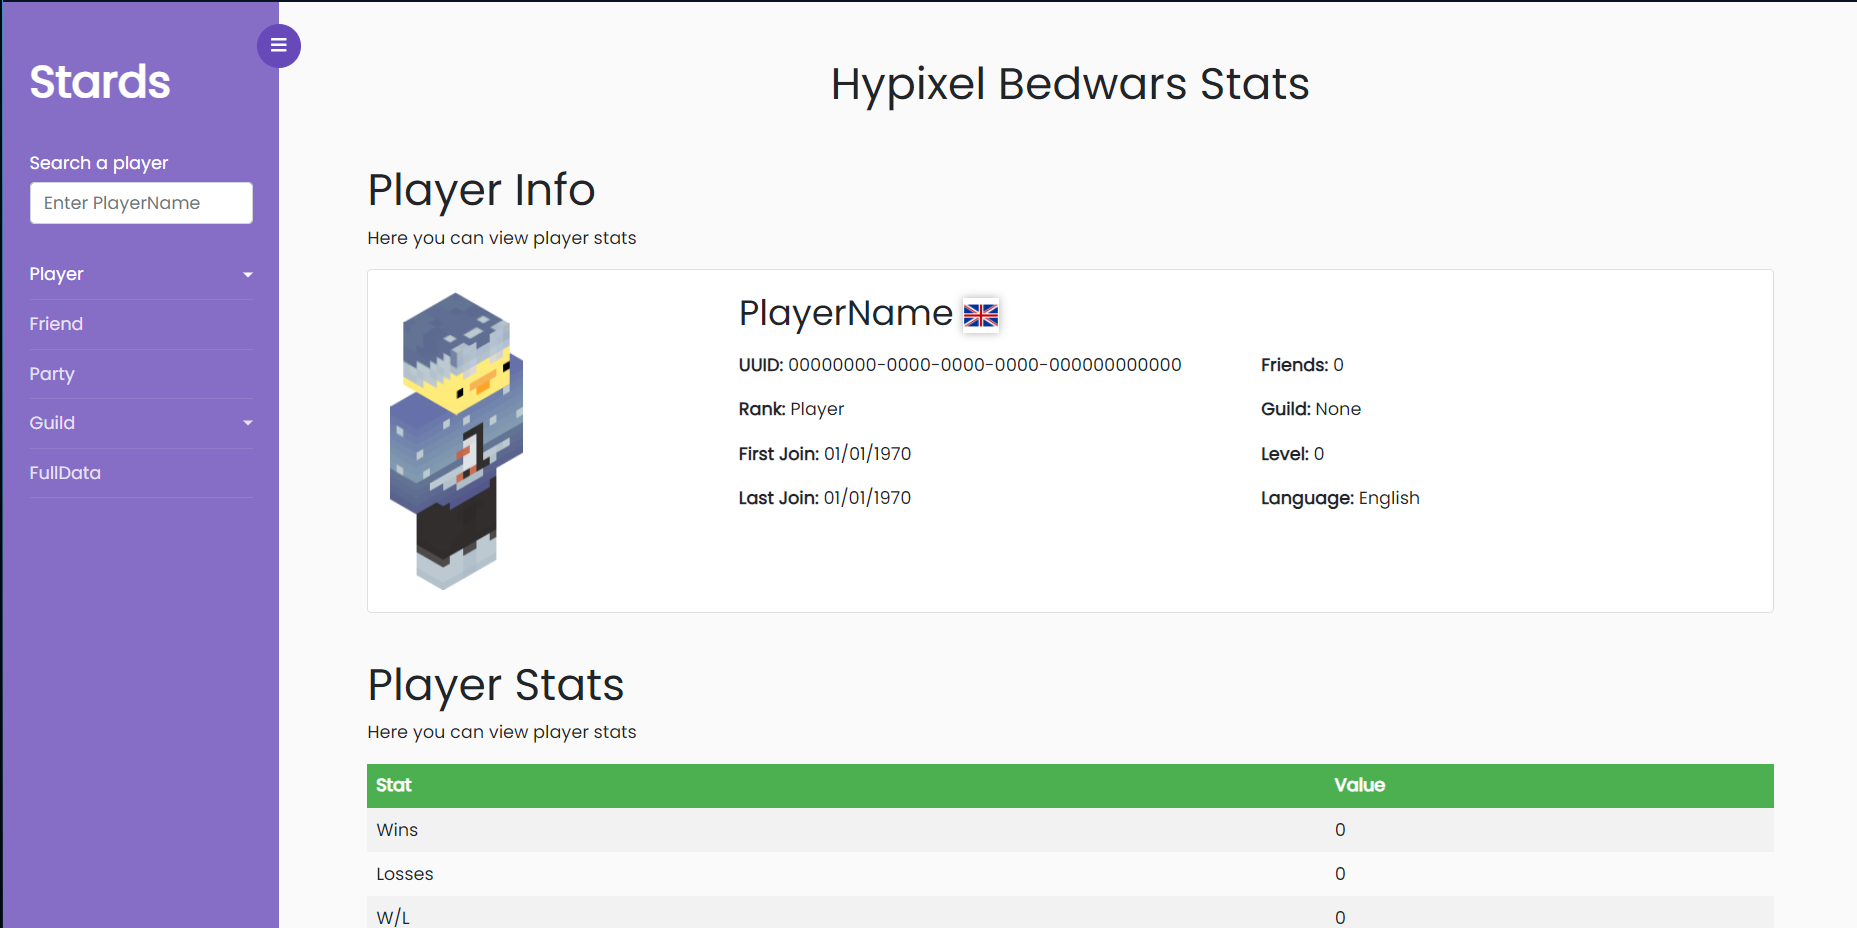 Stards
Search a player
Enter PlayerName
Player
Friend
Party
Guild
FullData
Hypixel Bedwars Stats
Player Info
Here you can view player stats
PlayerName
UUID: 00000000-0000-0000-0000-000000000000
Friends: 0
Rank: Player
Guild: None
First Join: 01/01/1970
Level: 0
Last Join: 01/01/1970
Language: English
Player Stats
Here you can view player stats
Stat Value
Wins 0
Losses 0
W/L 0